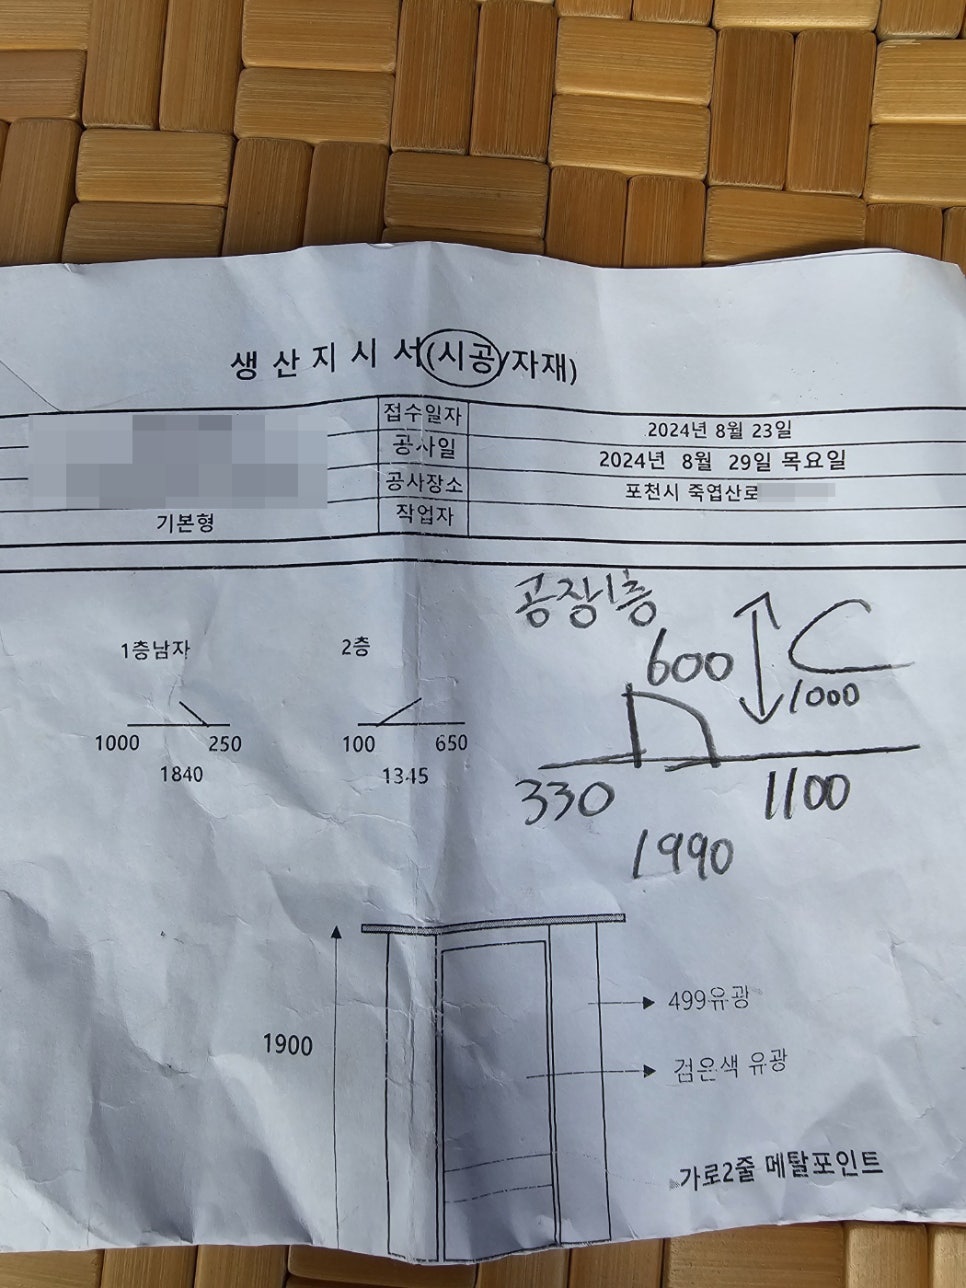 생 산 지 시 서(시공/자재)
접수일자 2024년 8월 23일
공사일 2024년 8월 29일 목요일
공사장소 포천시 죽엽산로
기본형 작업자
공장1층
1층남자 2층
600
1000
1000 250 100 650
1840 1345
330 1100
1990
499유광
1900
검은색 유광
가로2줄 메탈포인트